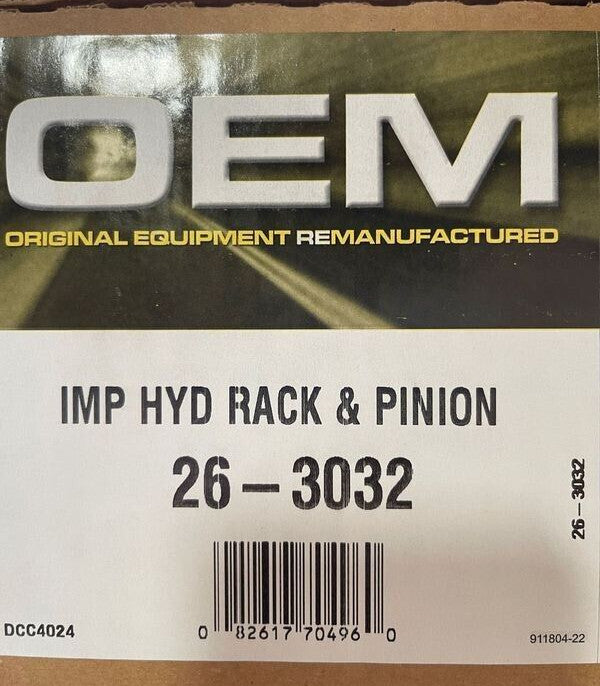 OEM
ORIGINAL EQUIPMENT REMANUFACTURED
IMP HYD RACK & PINION
26-3032
26-3032
0 82617 70496 0
DCC4024
911804-22